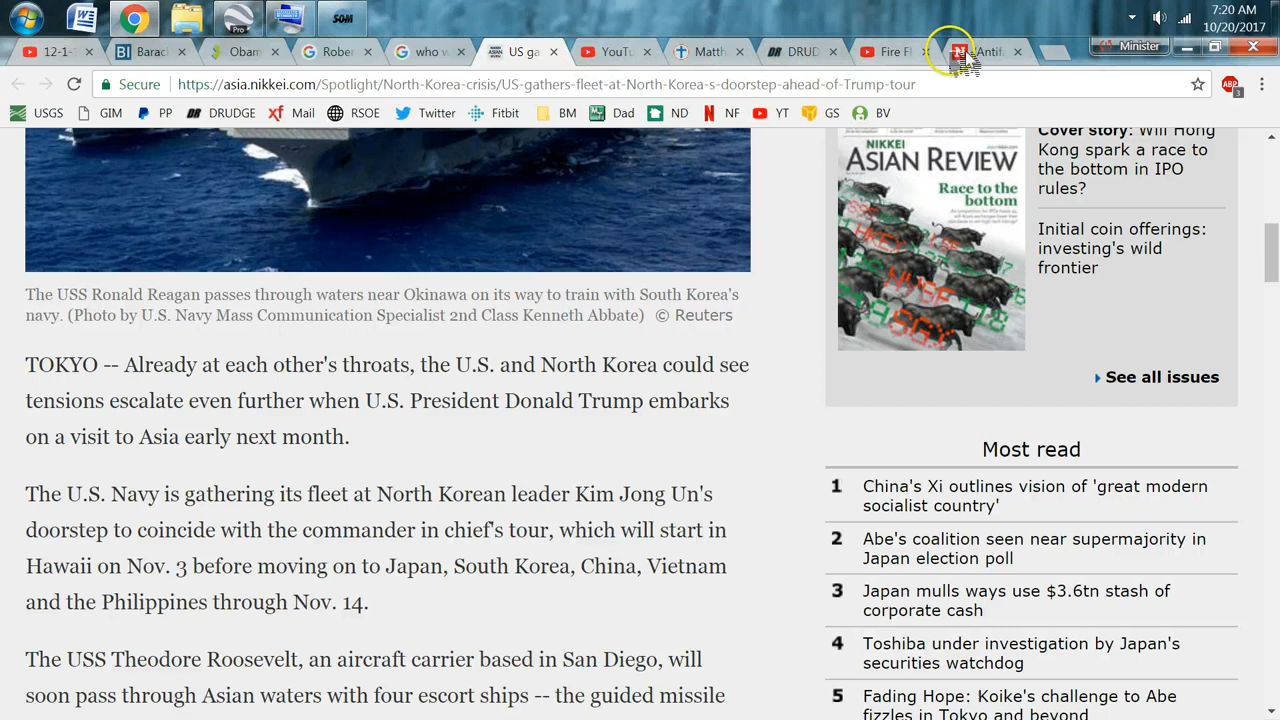 7:20 AM
10/20/2017
Pro
SOM
12-1-
Barac
Obam
Rober
who w
US ga
YouTu
Matth
DRUD
Fire Fl
Antifa
Minister
Secure
https://asia.nikkei.com/Spotlight/North-Korea-crisis/US-gathers-fleet-at-North-Korea-s-doorstep-ahead-of-Trump-tour
USGS GIM PP DRUDGE Mail RSOE Twitter Fitbit BM Dad ND NF YT GS BV
The USS Ronald Reagan passes through waters near Okinawa on its way to train with South Korea's
navy. (Photo by U.S. Navy Mass Communication Specialist 2nd Class Kenneth Abbate) © Reuters
TOKYO -- Already at each other's throats, the U.S. and North Korea could see
tensions escalate even further when U.S. President Donald Trump embarks
on a visit to Asia early next month.
The U.S. Navy is gathering its fleet at North Korean leader Kim Jong Un's
doorstep to coincide with the commander in chief's tour, which will start in
Hawaii on Nov. 3 before moving on to Japan, South Korea, China, Vietnam
and the Philippines through Nov. 14.
The USS Theodore Roosevelt, an aircraft carrier based in San Diego, will
soon pass through Asian waters with four escort ships -- the guided missile
NIKKEI
ASIAN REVIEW
Race to the
bottom
Cover story: Will Hong
Kong spark a race to
the bottom in IPO
rules?
Initial coin offerings:
investing's wild
frontier
See all issues
Most read
1 China's Xi outlines vision of 'great modern
socialist country'
2 Abe's coalition seen near supermajority in
Japan election poll
3 Japan mulls ways use $3.6tn stash of
corporate cash
4 Toshiba under investigation by Japan's
securities watchdog
5 Fading Hope: Koike's challenge to Abe
fizzles in Tokyo and beyond